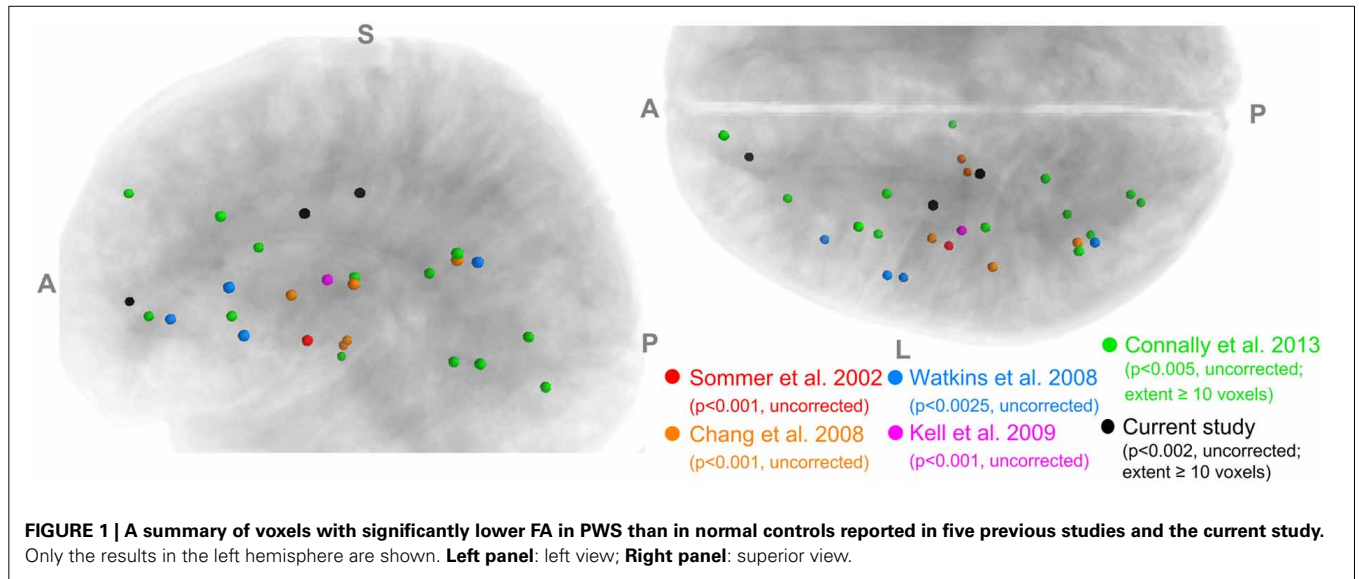 S
A
P
A
P
L
Sommer et al. 2002
(p<0.001, uncorrected)
Chang et al. 2008
(p<0.001, uncorrected)
Watkins et al. 2008
(p<0.0025, uncorrected)
Kell et al. 2009
(p<0.001, uncorrected)
Connally et al. 2013
(p<0.005, uncorrected;
extent ≥ 10 voxels)
Current study
(p<0.002, uncorrected;
extent ≥ 10 voxels)
FIGURE 1 | A summary of voxels with significantly lower FA in PWS than in normal controls reported in five previous studies and the current study.
Only the results in the left hemisphere are shown. Left panel: left view; Right panel: superior view.